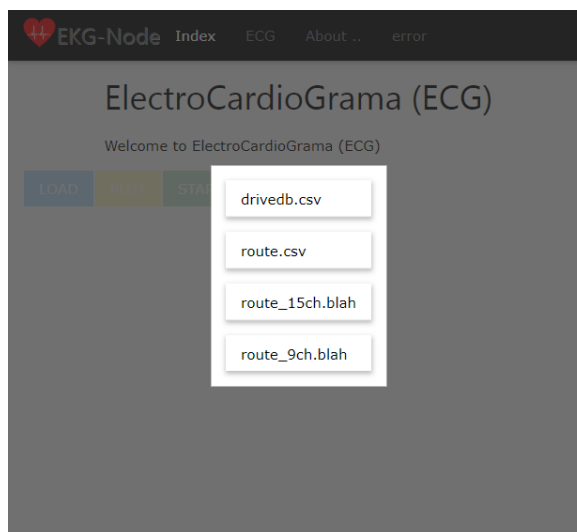 EKG-Node Index ECG About .. error
ElectroCardioGrama (ECG)
Welcome to ElectroCardioGrama (ECG)
LOAD
drivedb.csv
route.csv
route_15ch.blah
route_9ch.blah